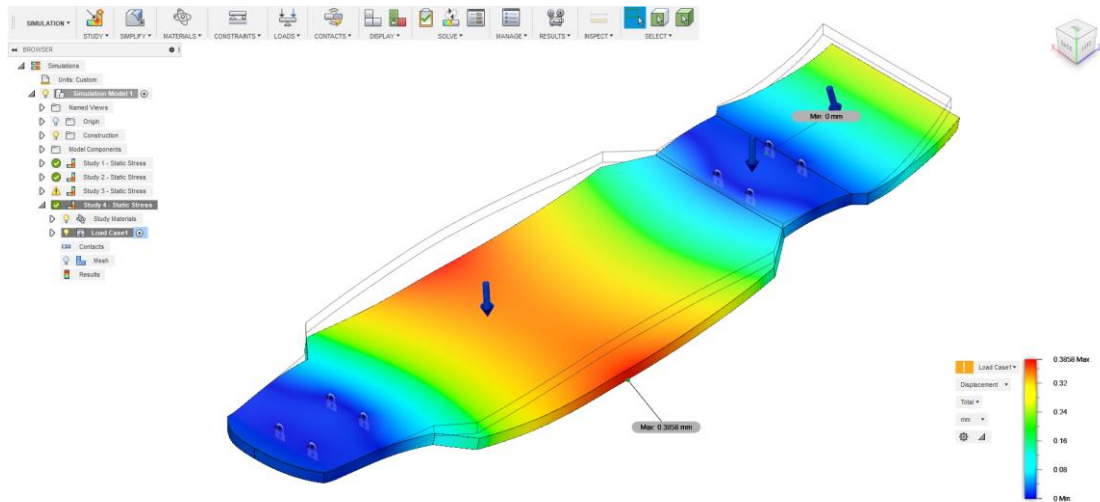 SIMULATION
STUDY SIMPLIFY MATERIALS CONSTRAINTS LOADS CONTACTS DISPLAY SOLVE MANAGE RESULTS INSPECT SELECT
BROWSER
Simulations
Units: Custom
Simulation Model 1
Named Views
Origin
Construction
Model Components
Study 1 - Static Stress
Study 2 - Static Stress
Study 3 - Static Stress
Study 4 - Static Stress
Study Materials
Load Case1
Contacts
Mesh
Results
BACK LEFT
Min: 0 mm
Max: 0.3858 mm
Load Case1
Displacement
Total
mm
0.3858 Max.
0.32
0.24
0.16
0.08
0 Min.